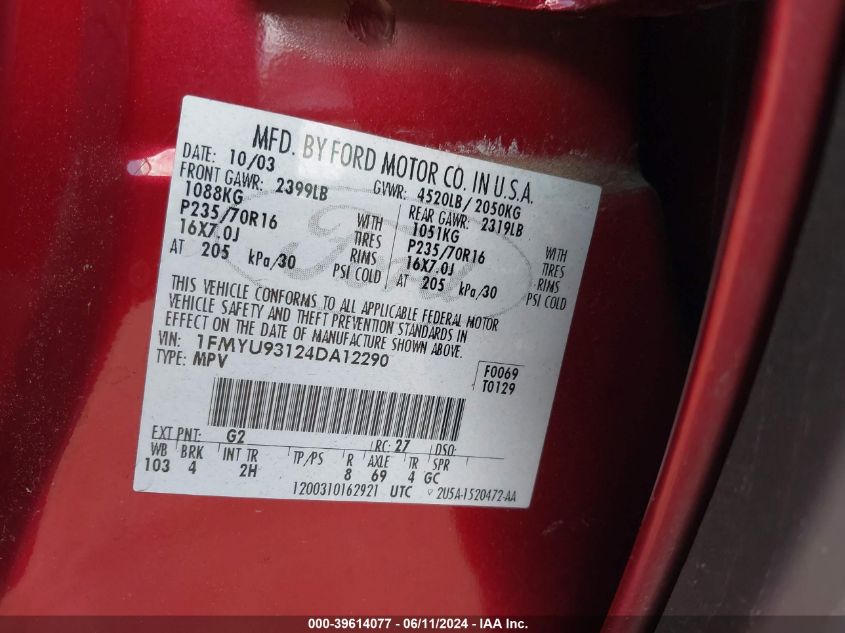 MFD. BY FORD MOTOR CO. IN U.S.A.
DATE: 10/03 GVWR: 4520LB/ 2050KG
FRONT GAWR: 2399LB REAR GAWR: 2319LB
1088KG WITH 1051KG WITH
P235/70R16 TIRES P235/70R16 TIRES
16X7.0J RIMS 16X7.0J RIMS
AT 205 kPa/30 PSI COLD AT 205 kPa/30 PSI COLD
Ford
THIS VEHICLE CONFORMS TO ALL APPLICABLE FEDERAL MOTOR
VEHICLE SAFETY AND THEFT PREVENTION STANDARDS IN
EFFECT ON THE DATE OF MANUFACTURE SHOWN ABOVE.
VIN: 1FMYU93124DA12290 F0069
TYPE: MPV T0129
EXT PNT: G2 RC: 27 DSO:
WB BRK INT TR TP/PS R AXLE TR SPR
103 4 2H 8 69 4 GC
1200310162921 UTC 2U5A-1520472-AA
000-39614077 - 06/11/2024 - IAA Inc.